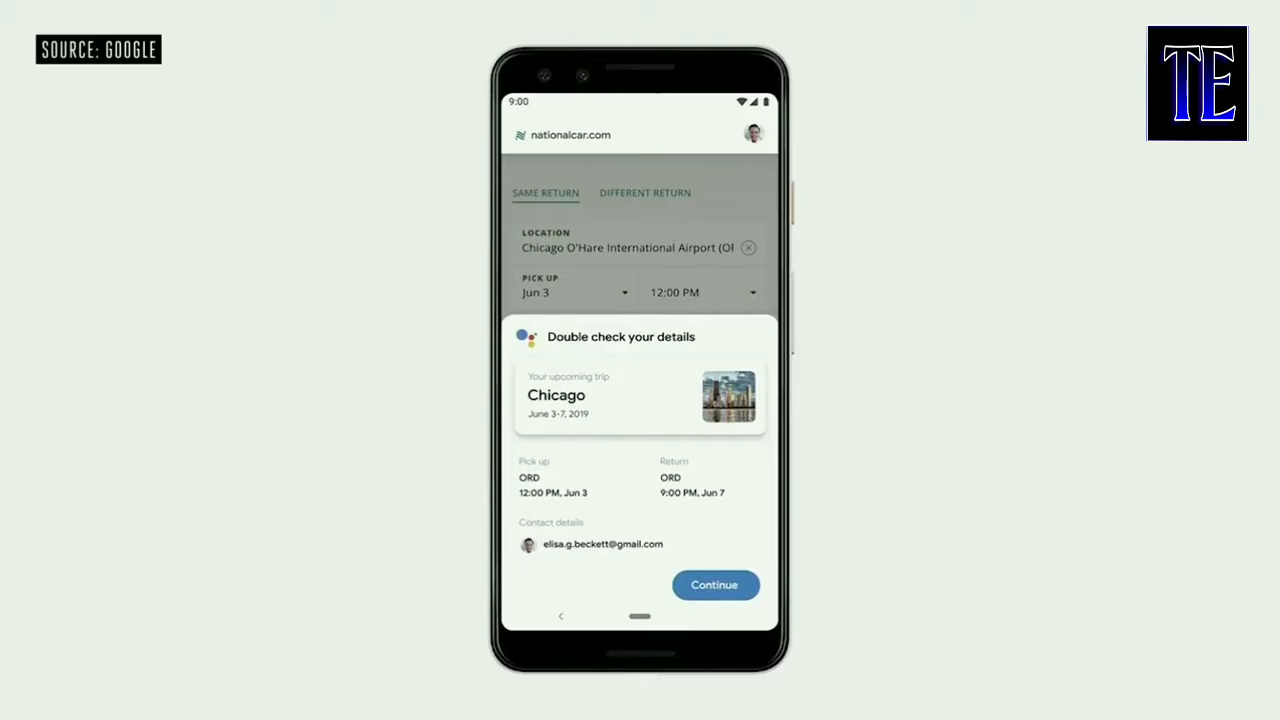 SOURCE: GOOGLE
TE
9:00
nationalcar.com
SAME RETURN DIFFERENT RETURN
LOCATION
Chicago O'Hare International Airport (OR
PICK UP
Jun 3 12:00 PM
Double check your details
Your upcoming trip
Chicago
June 3-7, 2019
Pick up Return
ORD ORD
12:00 PM, Jun 3 9:00 PM, Jun 7
Contact details
elisa.g.beckett@gmail.com
Continue